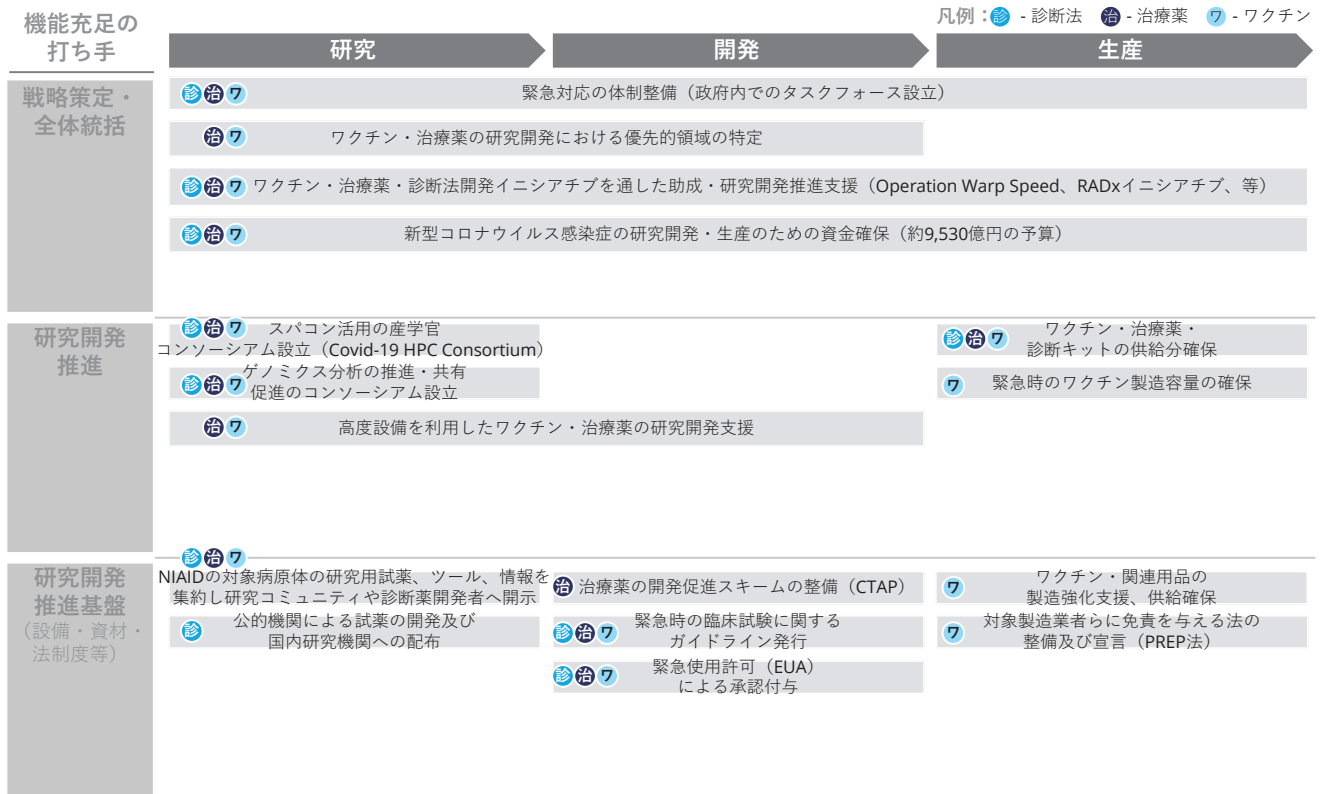 機能充足の
打ち手
凡例：診 - 診断法 治 - 治療薬 ワ - ワクチン
研究
開発
生産
戦略策定・
全体統括
診治ワ 緊急対応の体制整備（政府内でのタスクフォース設立）
治ワ ワクチン・治療薬の研究開発における優先的領域の特定
診治ワ ワクチン・治療薬・診断法開発イニシアチブを通した助成・研究開発推進支援（Operation Warp Speed、RADxイニシアチブ、等）
診治ワ 新型コロナウイルス感染症の研究開発・生産のための資金確保（約9,530億円の予算）
研究開発
推進
診治ワ スパコン活用の産学官
コンソーシアム設立（Covid-19 HPC Consortium）
診治ワ ゲノミクス分析の推進・共有
促進のコンソーシアム設立
治ワ 高度設備を利用したワクチン・治療薬の研究開発支援
診治ワ ワクチン・治療薬・
診断キットの供給分確保
ワ 緊急時のワクチン製造容量の確保
研究開発
推進基盤
（設備・資材・
法制度等）
診治ワ
NIAIDの対象病原体の研究用試薬、ツール、情報を
集約し研究コミュニティや診断薬開発者へ開示
診 公的機関による試薬の開発及び
国内研究機関への配布
治 治療薬の開発促進スキームの整備（CTAP）
診治ワ 緊急時の臨床試験に関する
ガイドライン発行
診治ワ 緊急使用許可（EUA）
による承認付与
ワ ワクチン・関連用品の
製造強化支援、供給確保
ワ 対象製造業者らに免責を与える法の
整備及び宣言（PREP法）